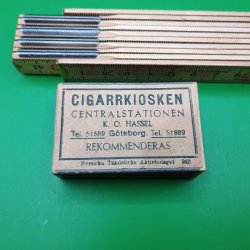 CIGARRKIOSKEN
CENTRALSTATIONEN
K. O. HASSEL
Tel. 51889 Göteborg. Tel. 51889
REKOMMENDERAS
Svenska Tändsticks Aktiebolaget